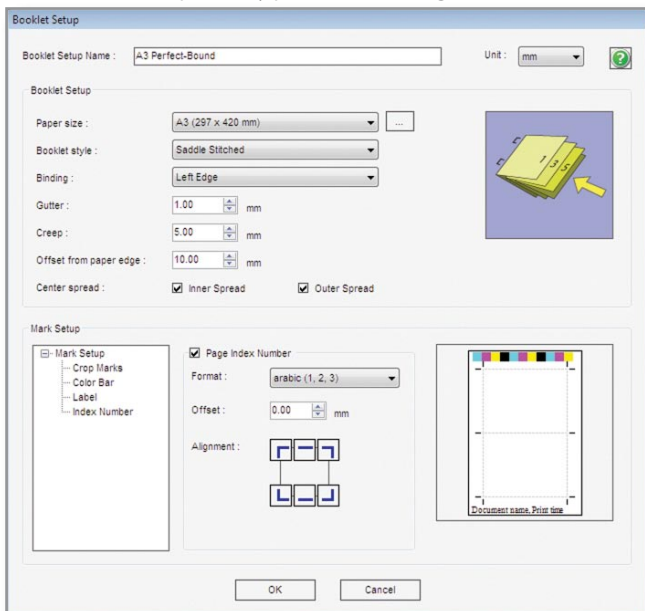 Booklet Setup
Booklet Setup Name : A3 Perfect-Bound Unit : mm
Booklet Setup
Paper size : A3 (297 x 420 mm) ...
Booklet style : Saddle Stitched
Binding : Left Edge
Gutter : 1.00 mm
Creep : 5.00 mm
Offset from paper edge : 10.00 mm
Center spread : Inner Spread Outer Spread
1 3 5
Mark Setup
Mark Setup
Crop Marks
Color Bar
Label
Index Number
Page Index Number
Format : arabic (1, 2, 3)
Offset : 0.00 mm
Alignment :
Document name, Print time
OK Cancel